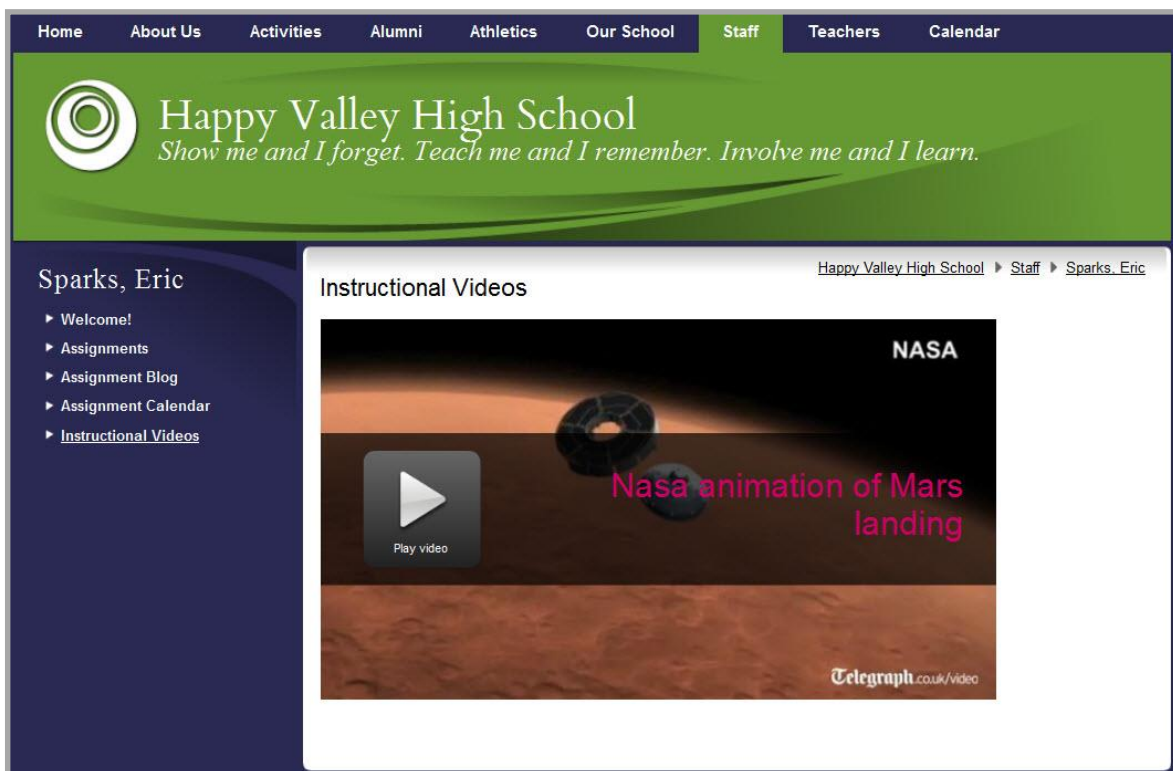 Home About Us Activities Alumni Athletics Our School Staff Teachers Calendar
Happy Valley High School
Show me and I forget. Teach me and I remember. Involve me and I learn.
Sparks, Eric
Welcome!
Assignments
Assignment Blog
Assignment Calendar
Instructional Videos
Happy Valley High School Staff Sparks, Eric
Instructional Videos
NASA
Nasa animation of Mars
landing
Play video
Telegraph.co.uk/video